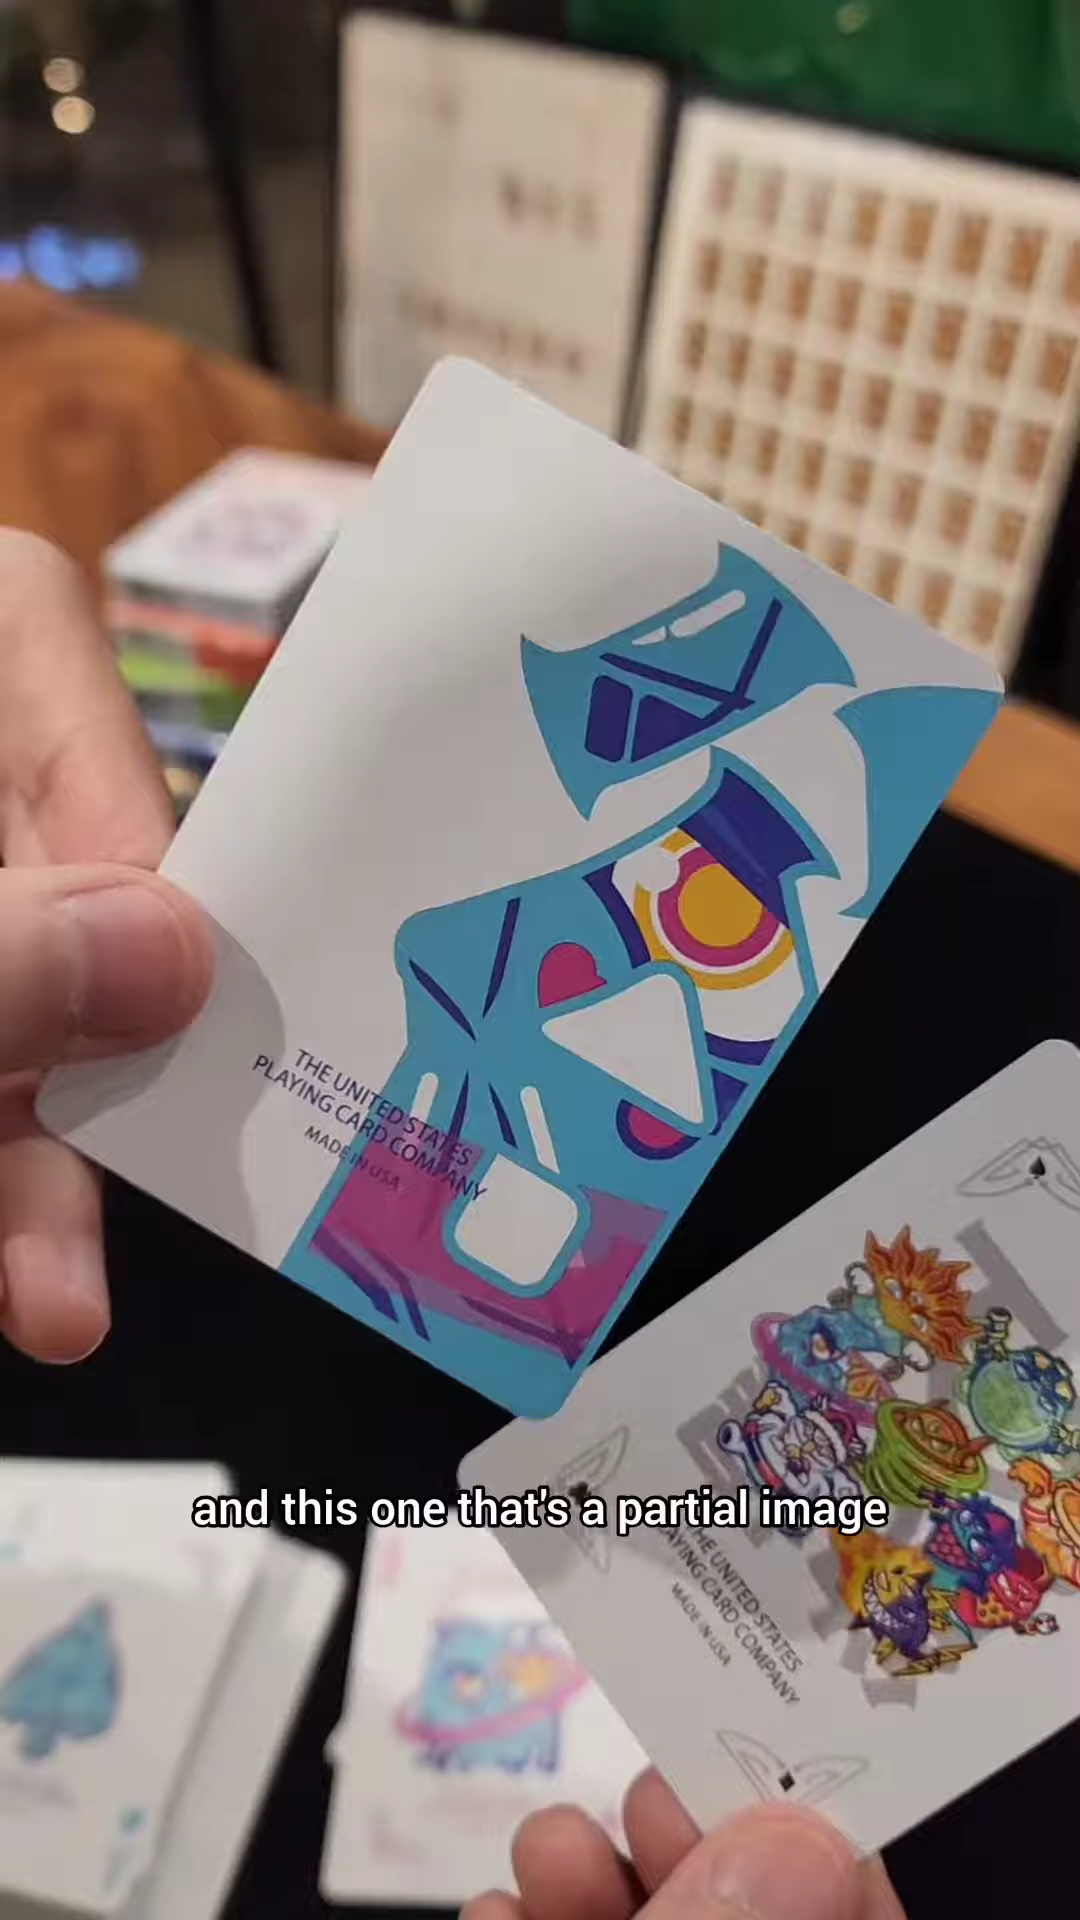 THE UNITED STATES
PLAYING CARD COMPANY
MADE IN USA
and this one that's a partial image
THE UNITED STATES
PLAYING CARD COMPANY
MADE IN USA